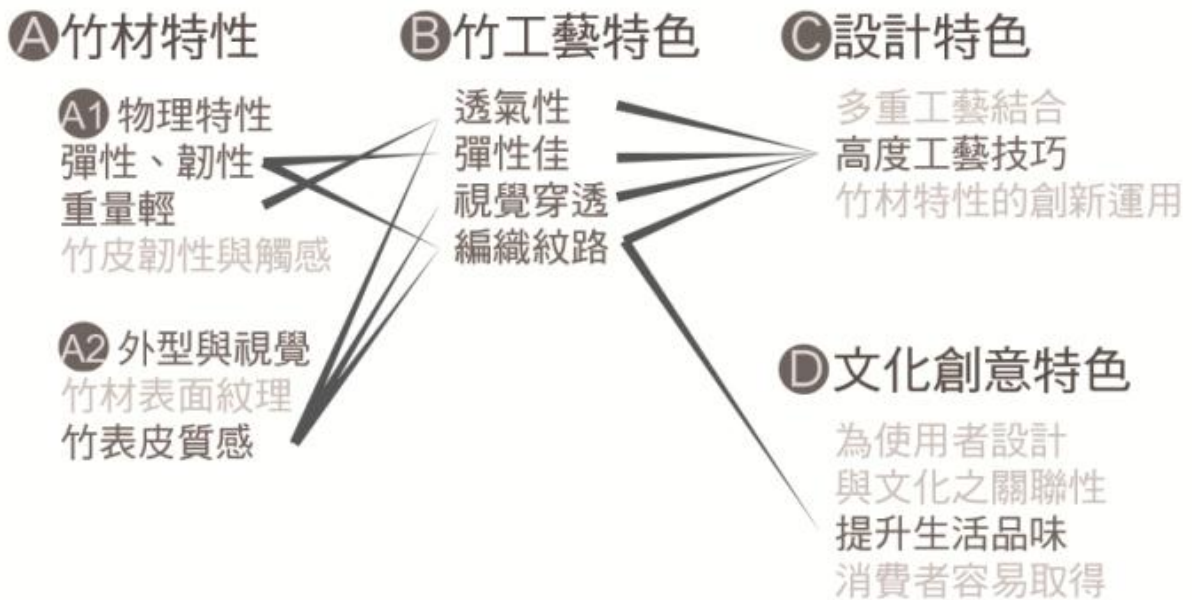 A 竹材特性
A1 物理特性
彈性、韌性
重量輕
竹皮韌性與觸感
A2 外型與視覺
竹材表面紋理
竹表皮質感
B 竹工藝特色
透氣性
彈性佳
視覺穿透
編織紋路
C 設計特色
多重工藝結合
高度工藝技巧
竹材特性的創新運用
D 文化創意特色
為使用者設計
與文化之關聯性
提升生活品味
消費者容易取得